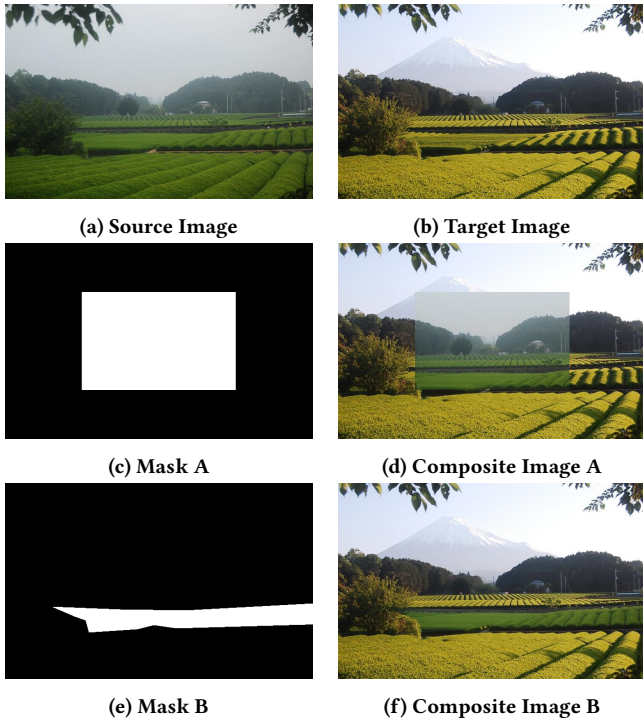 (a) Source Image
(b) Target Image
(c) Mask A
(d) Composite Image A
(e) Mask B
(f) Composite Image B